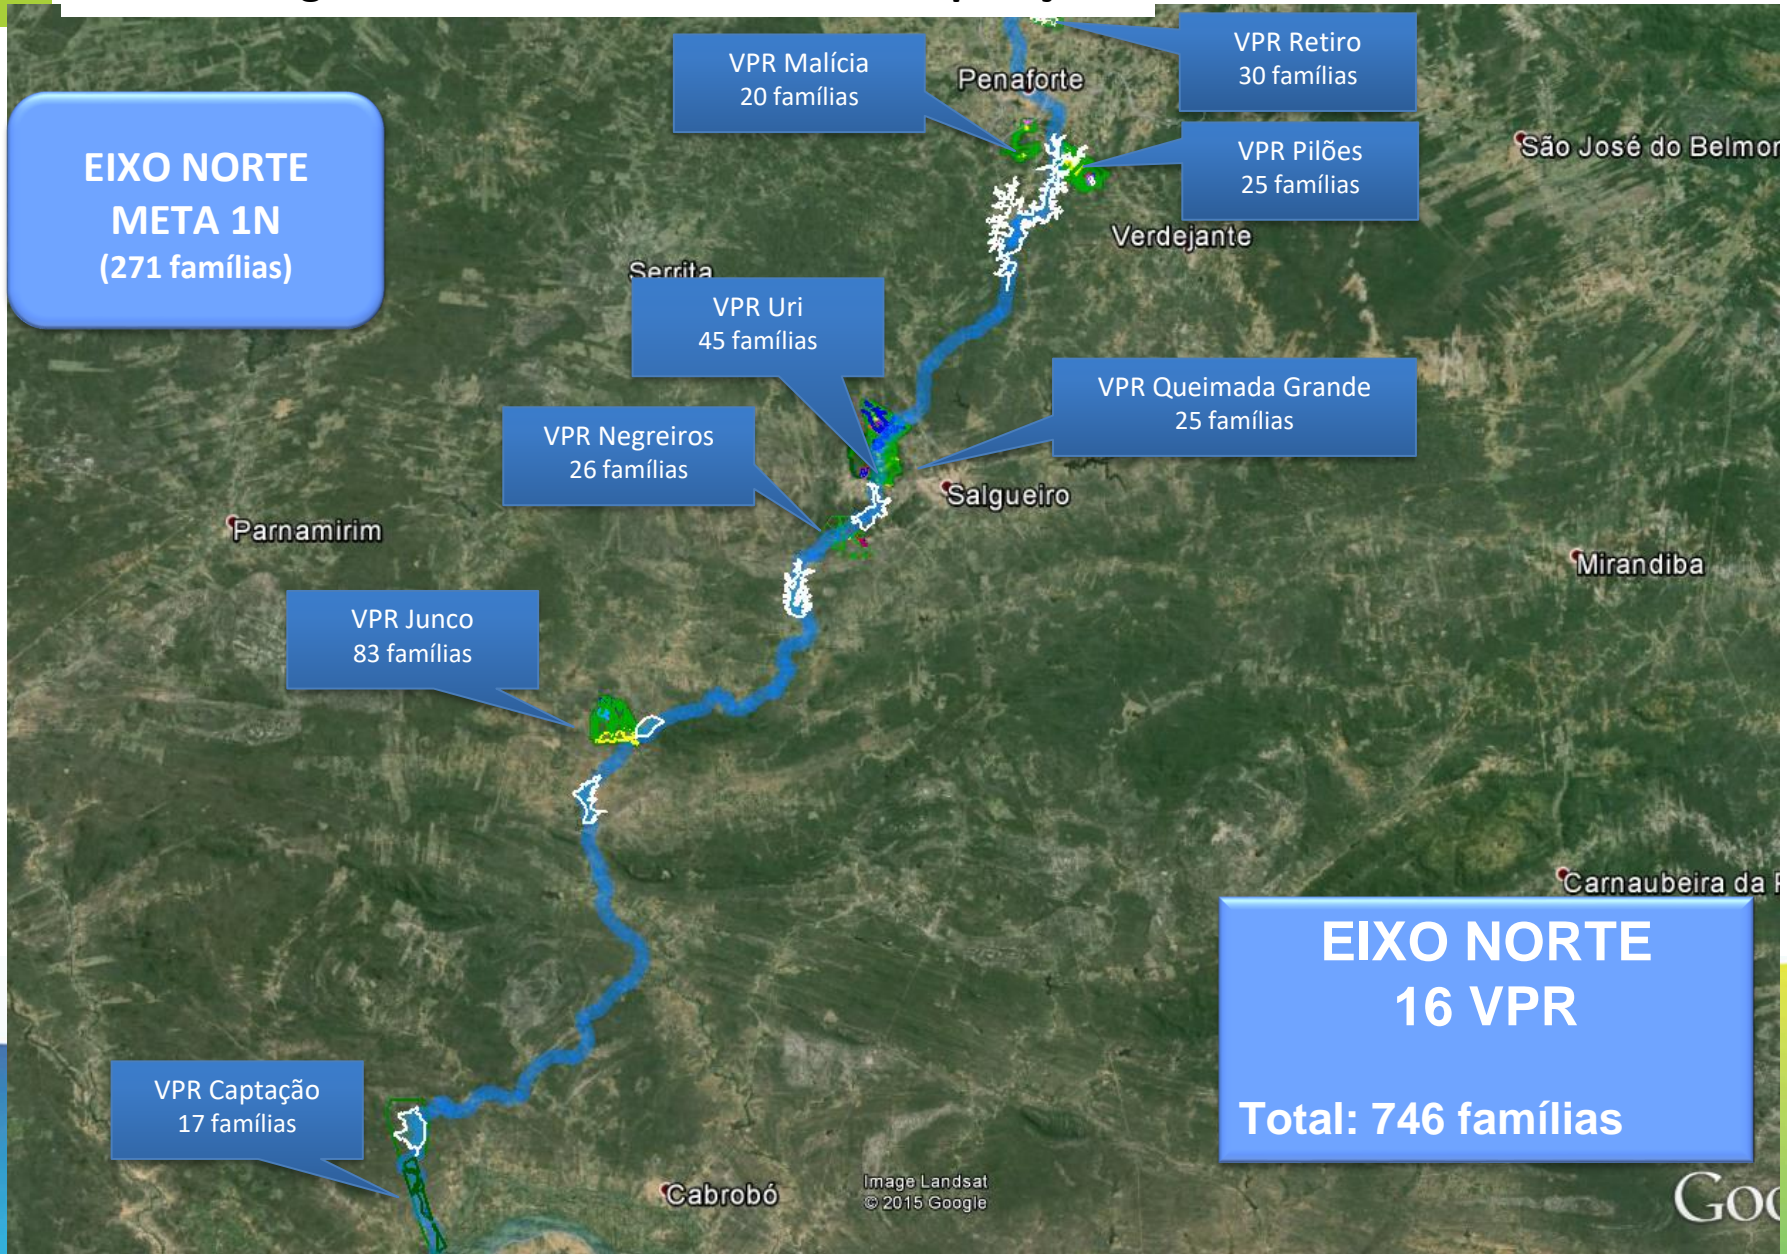 VPR Retiro
30 famílias
VPR Malícia
20 famílias
Penaforte
EIXO NORTE
META 1N
(271 famílias)
VPR Pilões
25 famílias
São José do Belmor
Verdejante
Serrita
VPR Uri
45 famílias
VPR Queimada Grande
25 famílias
VPR Negreiros
26 famílias
Salgueiro
Parnamirim
Mirandiba
VPR Junco
83 famílias
Carnaubeira da
EIXO NORTE
16 VPR
Total: 746 famílias
VPR Captação
17 famílias
Cabrobó
Image Landsat
© 2015 Google
Goo